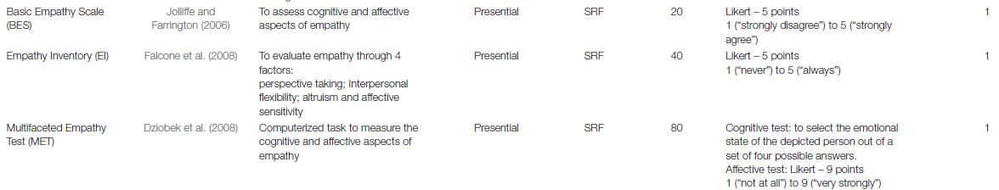 Basic Empathy Scale (BES) Jolliffe and Farrington (2006) To assess cognitive and affective aspects of empathy Presential SRF 20 Likert – 5 points 1 (“strongly disagree”) to 5 (“strongly agree”) 1
Empathy Inventory (EI) Falcone et al. (2008) To evaluate empathy through 4 factors: perspective taking; Interpersonal flexibility; altruism and affective sensitivity Presential SRF 40 Likert – 5 points 1 (“never”) to 5 (“always”) 1
Multifaceted Empathy Test (MET) Dziobek et al. (2008) Computerized task to measure the cognitive and affective aspects of empathy Presential SRF 80 Cognitive test: to select the emotional state of the depicted person out of a set of four possible answers. Affective test: Likert – 9 points 1 (“not at all”) to 9 (“very strongly”) 1